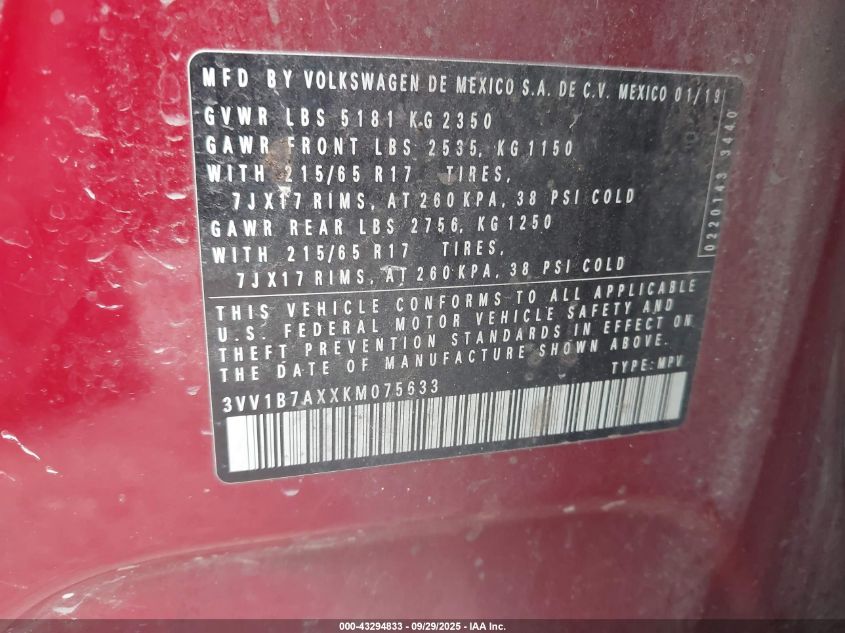 MFD BY VOLKSWAGEN DE MEXICO S.A. DE C.V. MEXICO 01/19
GVWR LBS 5181 KG 2350
GAWR FRONT LBS 2535, KG 1150
WITH 215/65 R17 TIRES,
7JX17 RIMS, AT 260 KPA, 38 PSI COLD
GAWR REAR LBS 2756, KG 1250
WITH 215/65 R17 TIRES,
7JX17 RIMS, AT 260 KPA, 38 PSI COLD
THIS VEHICLE CONFORMS TO ALL APPLICABLE
U.S. FEDERAL MOTOR VEHICLE SAFETY AND
THEFT PREVENTION STANDARDS IN EFFECT ON
THE DATE OF MANUFACTURE SHOWN ABOVE.
TYPE: MPV
3VV1B7AXXKM075633
0220143 3440
000-43294833 / 09/29/2025 - IAA Inc.